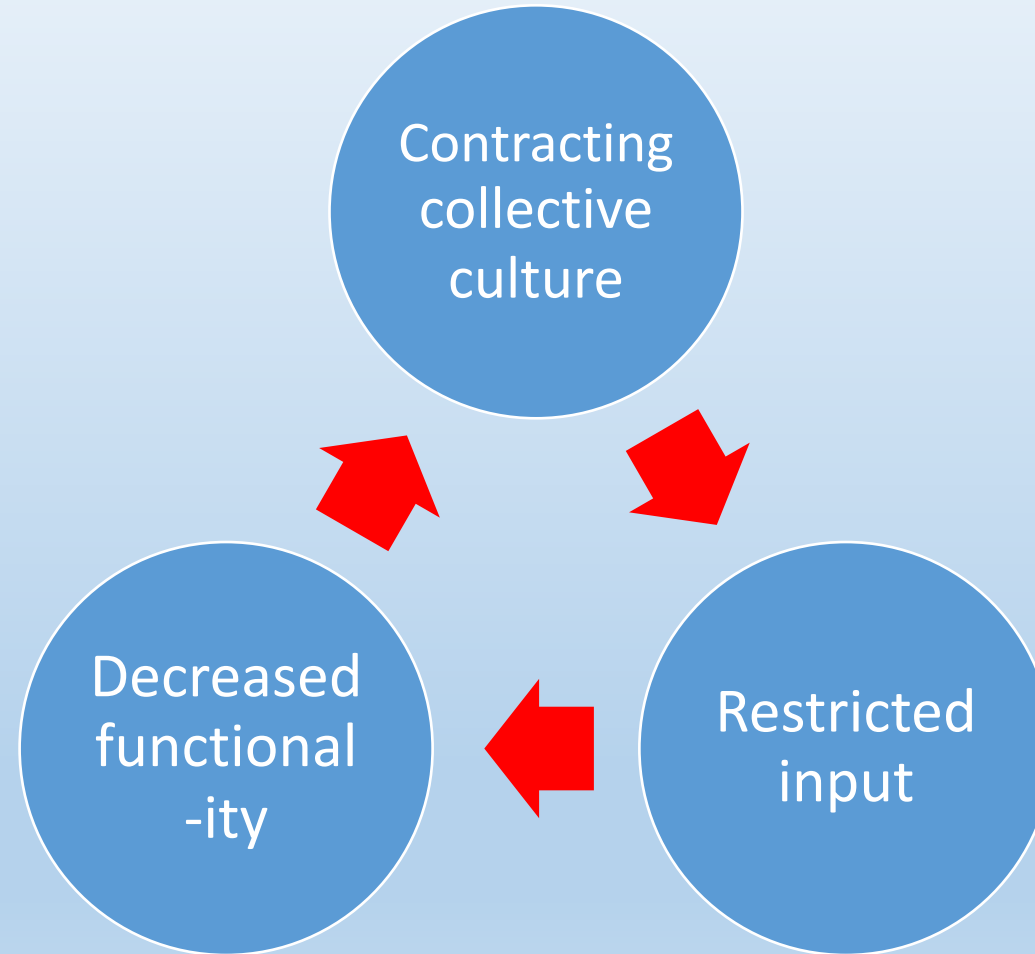 Contracting
collective
culture
Decreased
functional
-ity
Restricted
input